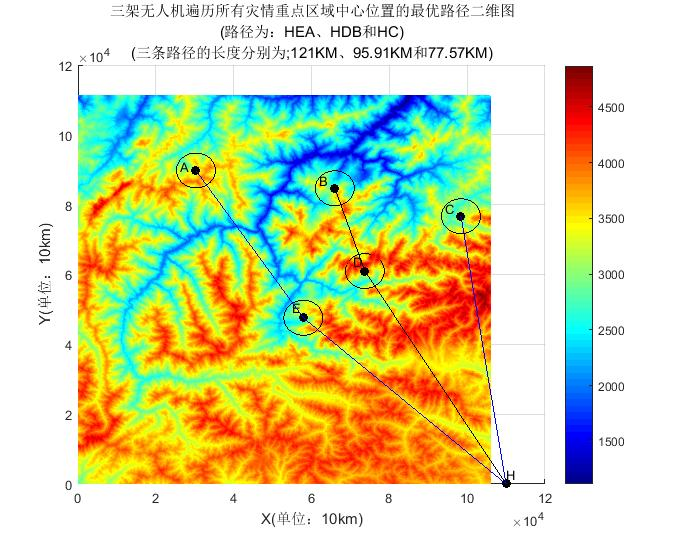 三架无人机遍历所有灾情重点区域中心位置的最优路径二维图
(路径为：HEA、HDB和HC)
(三条路径的长度分别为;121KM、95.91KM和77.57KM)
×10⁴
12
10
8
6
4
2
0
Y(单位：10km)
A
B
C
D
E
H
0 2 4 6 8 10 12
X(单位：10km)
×10⁴
4500
4000
3500
3000
2500
2000
1500